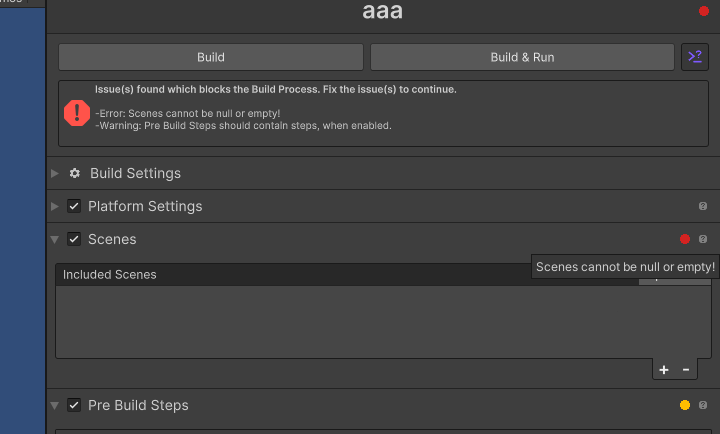 aaa
Build
Build & Run
Issue(s) found which blocks the Build Process. Fix the issue(s) to continue.
-Error: Scenes cannot be null or empty!
-Warning: Pre Build Steps should contain steps, when enabled.
Build Settings
Platform Settings
Scenes
Scenes cannot be null or empty!
Included Scenes
Pre Build Steps